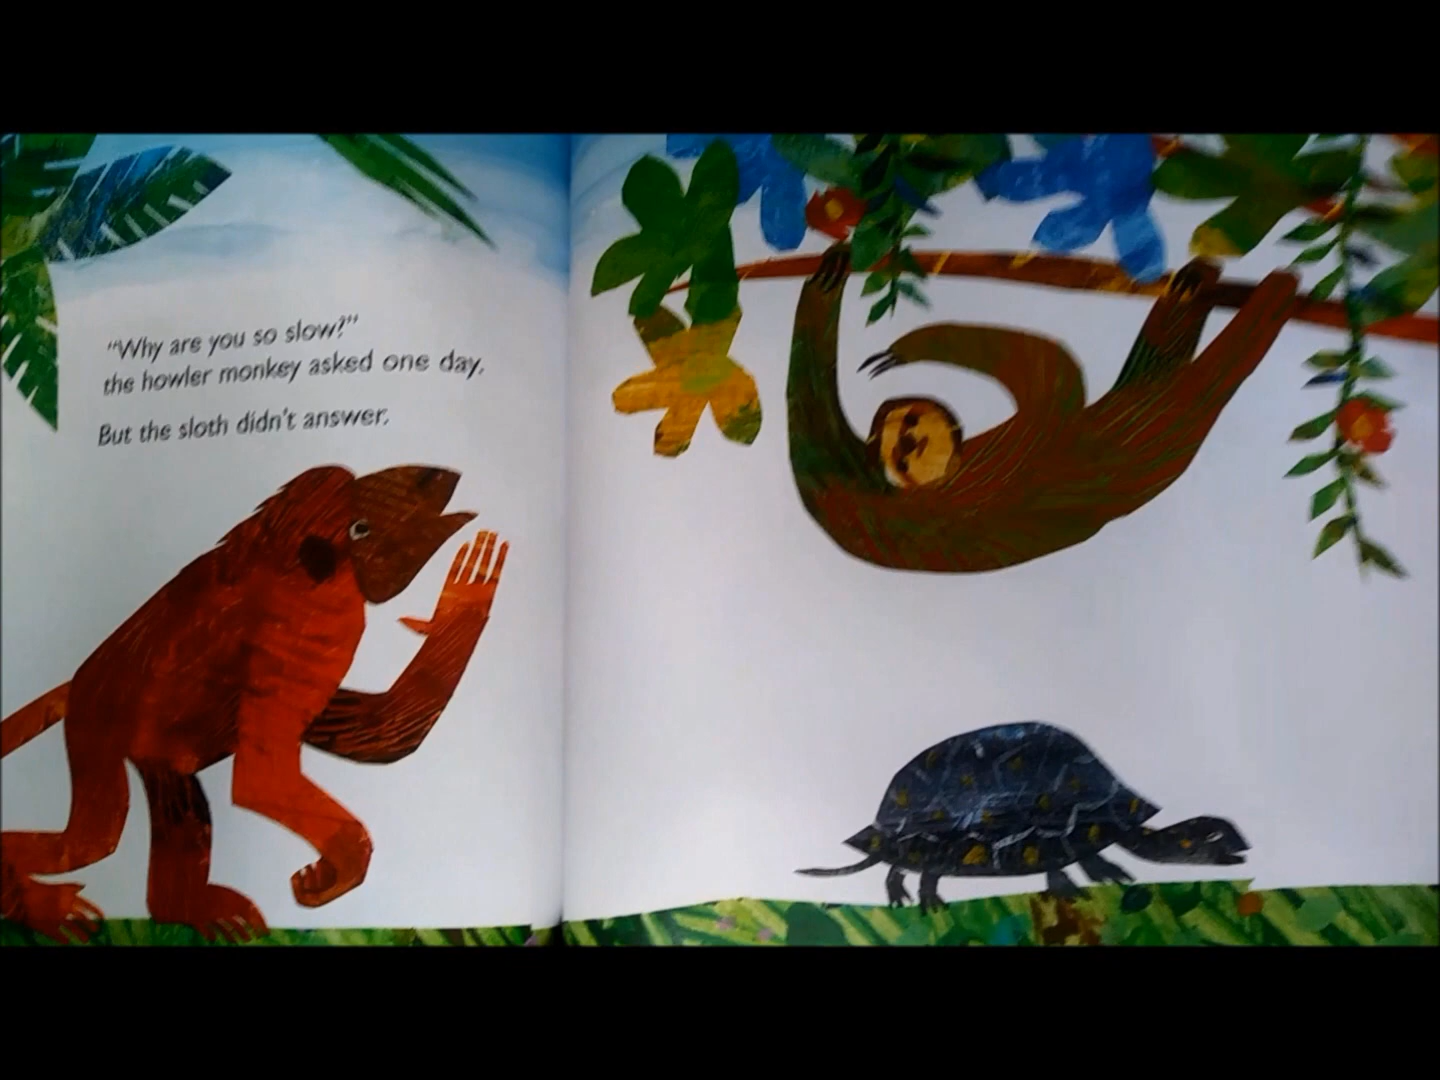 "Why are you so slow?"
the howler monkey asked one day.
But the sloth didn't answer.